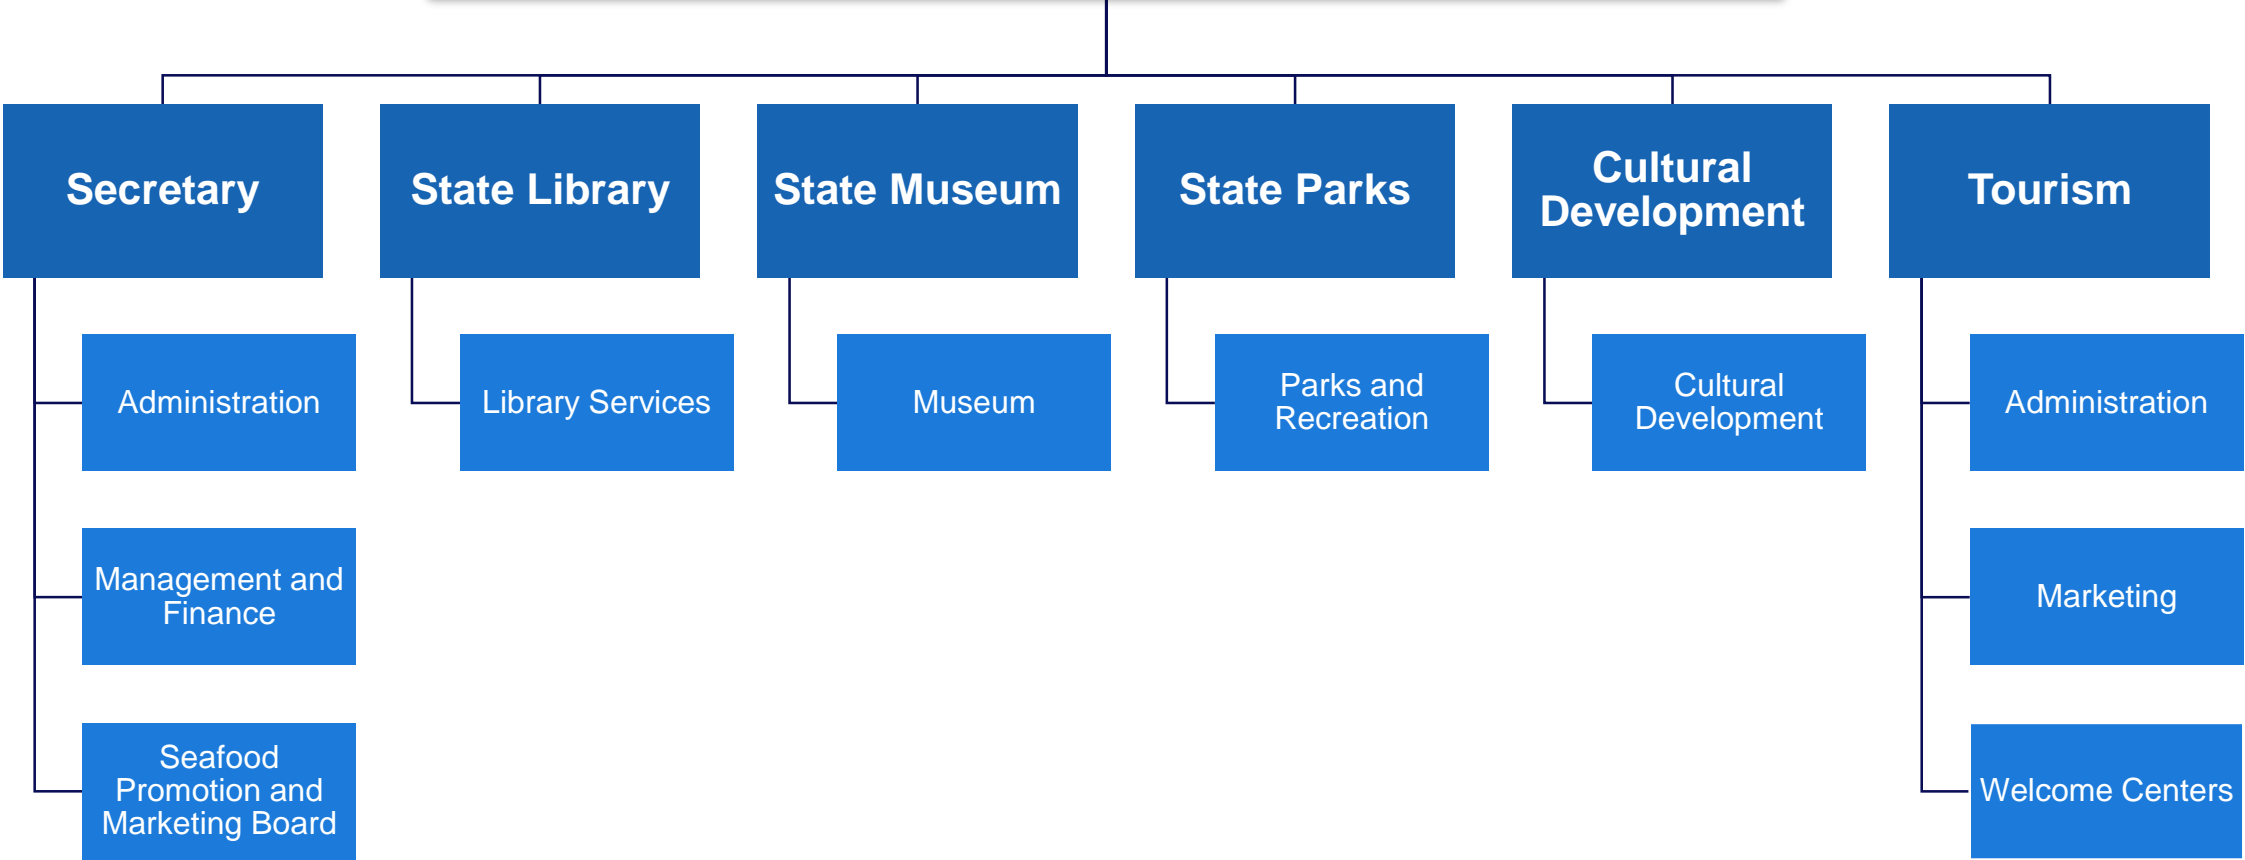 Secretary
State Library
State Museum
State Parks
Cultural
Development
Tourism
Administration
Library Services
Museum
Parks and
Recreation
Cultural
Development
Administration
Management and
Finance
Marketing
Seafood
Promotion and
Marketing Board
Welcome Centers